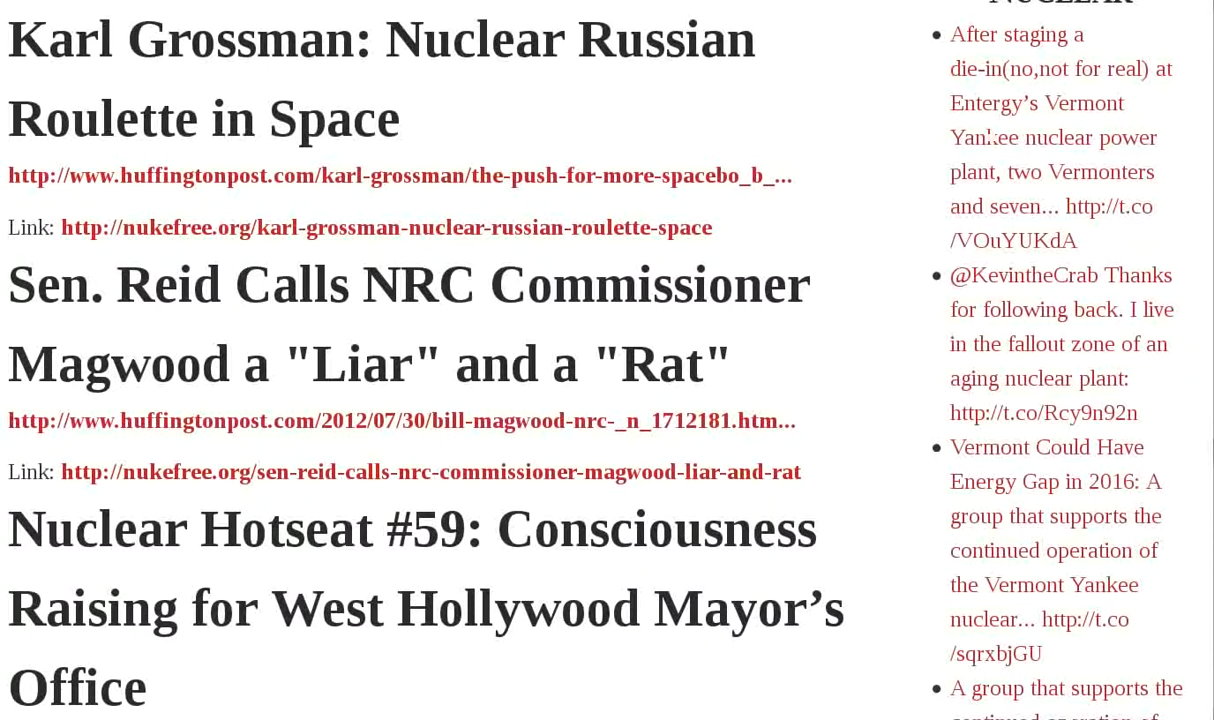 Karl Grossman: Nuclear Russian
Roulette in Space
http://www.huffingtonpost.com/karl-grossman/the-push-for-more-spacebo_b_...
Link: http://nukefree.org/karl-grossman-nuclear-russian-roulette-space
Sen. Reid Calls NRC Commissioner
Magwood a "Liar" and a "Rat"
http://www.huffingtonpost.com/2012/07/30/bill-magwood-nrc-_n_1712181.htm...
Link: http://nukefree.org/sen-reid-calls-nrc-commissioner-magwood-liar-and-rat
Nuclear Hotseat #59: Consciousness
Raising for West Hollywood Mayor’s
Office
NUCLEAR
After staging a
die-in(no,not for real) at
Entergy’s Vermont
Yankee nuclear power
plant, two Vermonters
and seven... http://t.co
/VOuYUKdA
@KevintheCrab Thanks
for following back. I live
in the fallout zone of an
aging nuclear plant:
http://t.co/Rcy9n92n
Vermont Could Have
Energy Gap in 2016: A
group that supports the
continued operation of
the Vermont Yankee
nuclear... http://t.co
/sqrxbjGU
A group that supports the
continued operation of